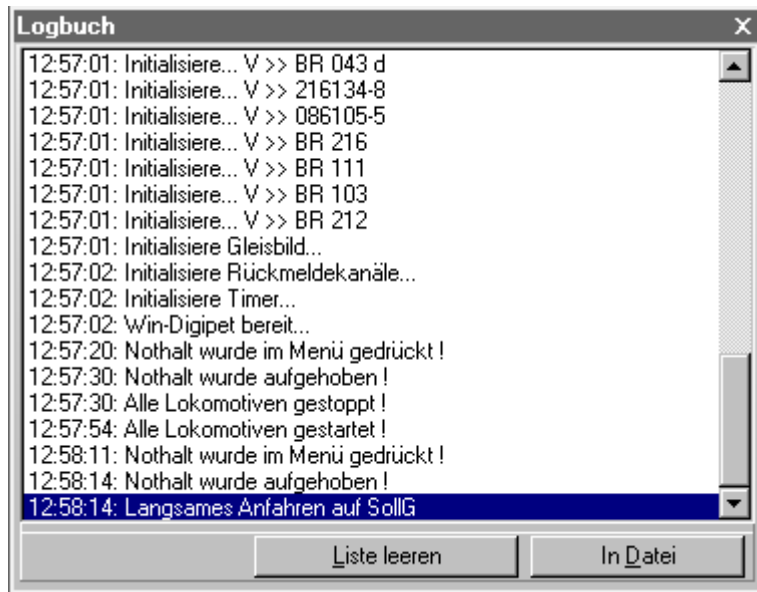 Logbuch
12:57:01: Initialisiere... V >> BR 043 d
12:57:01: Initialisiere... V >> 216134-8
12:57:01: Initialisiere... V >> 086105-5
12:57:01: Initialisiere... V >> BR 216
12:57:01: Initialisiere... V >> BR 111
12:57:01: Initialisiere... V >> BR 103
12:57:01: Initialisiere... V >> BR 212
12:57:01: Initialisiere Gleisbild...
12:57:02: Initialisiere Rückmeldekanäle...
12:57:02: Initialisiere Timer...
12:57:02: Win-Digipet bereit...
12:57:20: Nothalt wurde im Menü gedrückt !
12:57:30: Nothalt wurde aufgehoben !
12:57:30: Alle Lokomotiven gestoppt !
12:57:54: Alle Lokomotiven gestartet !
12:58:11: Nothalt wurde im Menü gedrückt !
12:58:14: Nothalt wurde aufgehoben !
12:58:14: Langsames Anfahren auf SollG
Liste leeren
In Datei